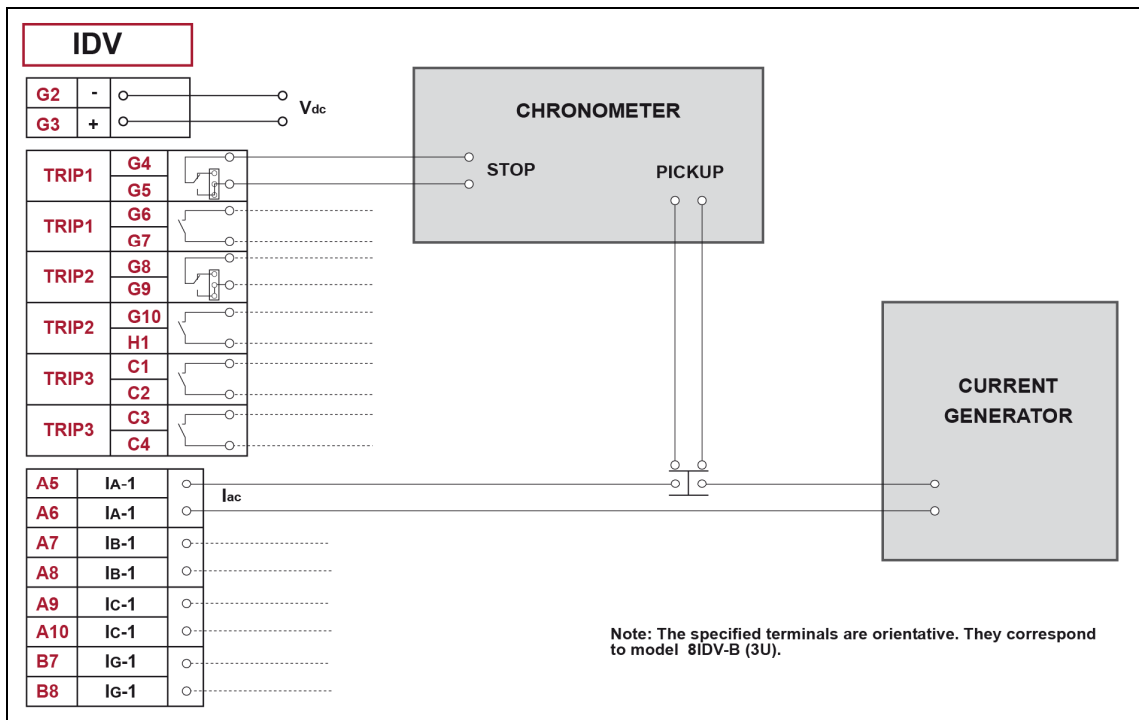 IDV
G2 -
G3 +
Vdc
TRIP1 G4
G5
TRIP1 G6
G7
TRIP2 G8
G9
TRIP2 G10
H1
TRIP3 C1
C2
TRIP3 C3
C4
CHRONOMETER
STOP
PICKUP
CURRENT
GENERATOR
A5 IA-1
A6 IA-1
A7 IB-1
A8 IB-1
A9 IC-1
A10 IC-1
B7 IG-1
B8 IG-1
Iac
Note: The specified terminals are orientative. They correspond
to model 8IDV-B (3U).